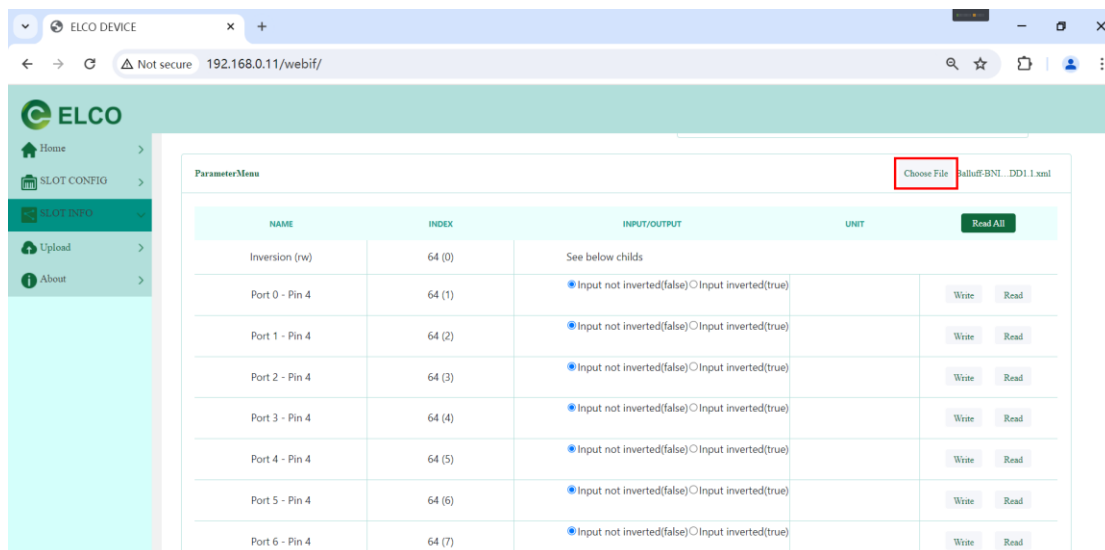 ELCO DEVICE
Not secure 192.168.0.11/webif/
ELCO
Home
SLOT CONFIG
SLOT INFO
Upload
About
ParameterMenu Choose File Balluff-BNI...DD1.1.xml
NAME INDEX INPUT/OUTPUT UNIT Read All
Inversion (rw) 64 (0) See below childs
Port 0 - Pin 4 64 (1) Input not inverted(false) Input inverted(true) Write Read
Port 1 - Pin 4 64 (2) Input not inverted(false) Input inverted(true) Write Read
Port 2 - Pin 4 64 (3) Input not inverted(false) Input inverted(true) Write Read
Port 3 - Pin 4 64 (4) Input not inverted(false) Input inverted(true) Write Read
Port 4 - Pin 4 64 (5) Input not inverted(false) Input inverted(true) Write Read
Port 5 - Pin 4 64 (6) Input not inverted(false) Input inverted(true) Write Read
Port 6 - Pin 4 64 (7) Input not inverted(false) Input inverted(true) Write Read